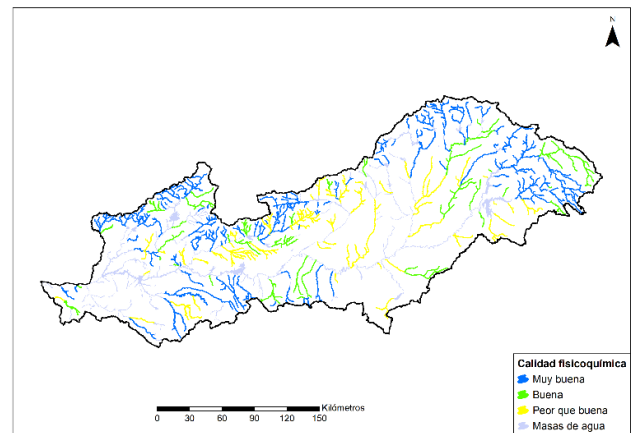 N
Calidad fisicoquímica
Muy buena
Buena
Peor que buena
Masas de agua
Kilómetros
0 30 60 90 120 150